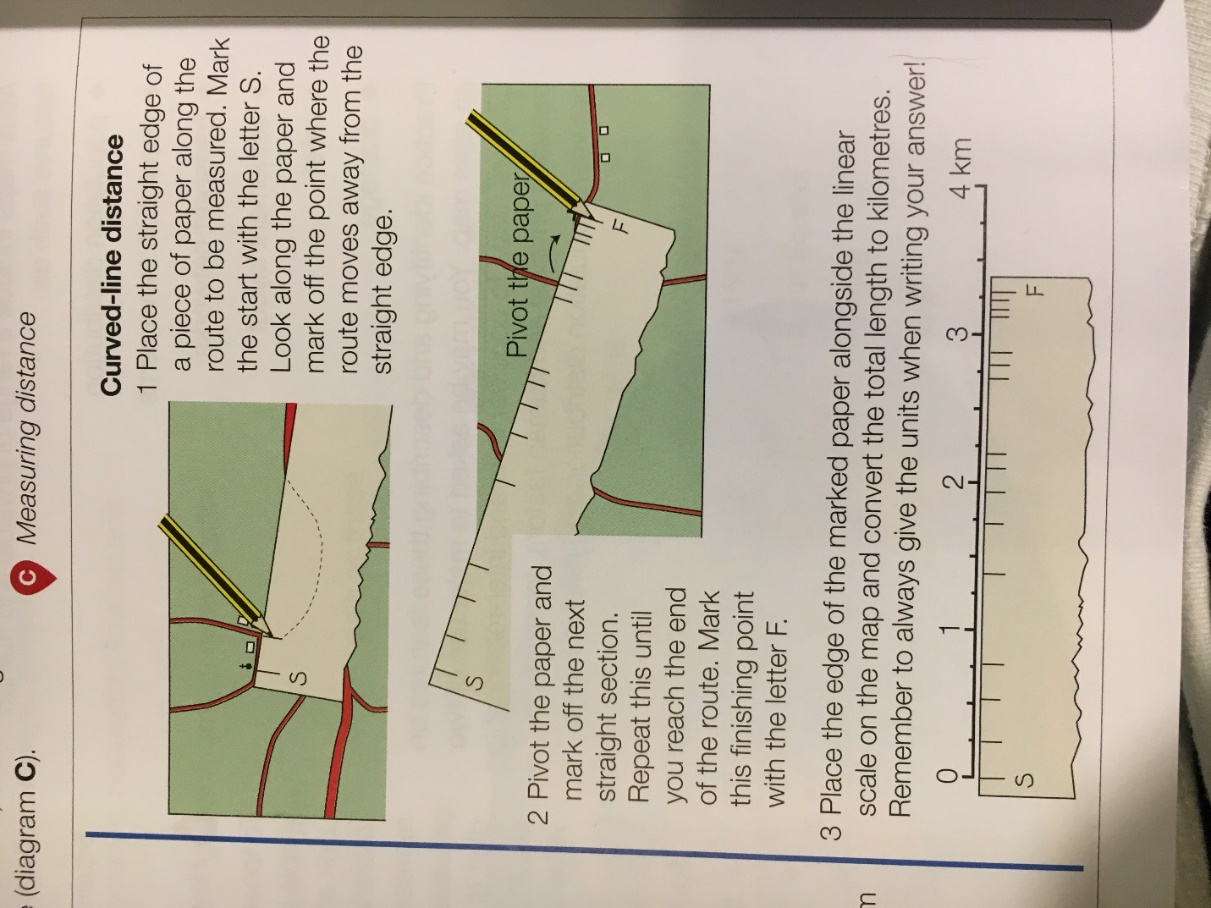 (diagram C).
C Measuring distance
Curved-line distance
1 Place the straight edge of
a piece of paper along the
route to be measured. Mark
the start with the letter S.
Look along the paper and
mark off the point where the
route moves away from the
straight edge.
S
2 Pivot the paper and
mark off the next
straight section.
Repeat this until
you reach the end
of the route. Mark
this finishing point
with the letter F.
Pivot the paper
S
F
3 Place the edge of the marked paper alongside the linear
scale on the map and convert the total length to kilometres.
Remember to always give the units when writing your answer!
0 1 2 3 4 km
S F